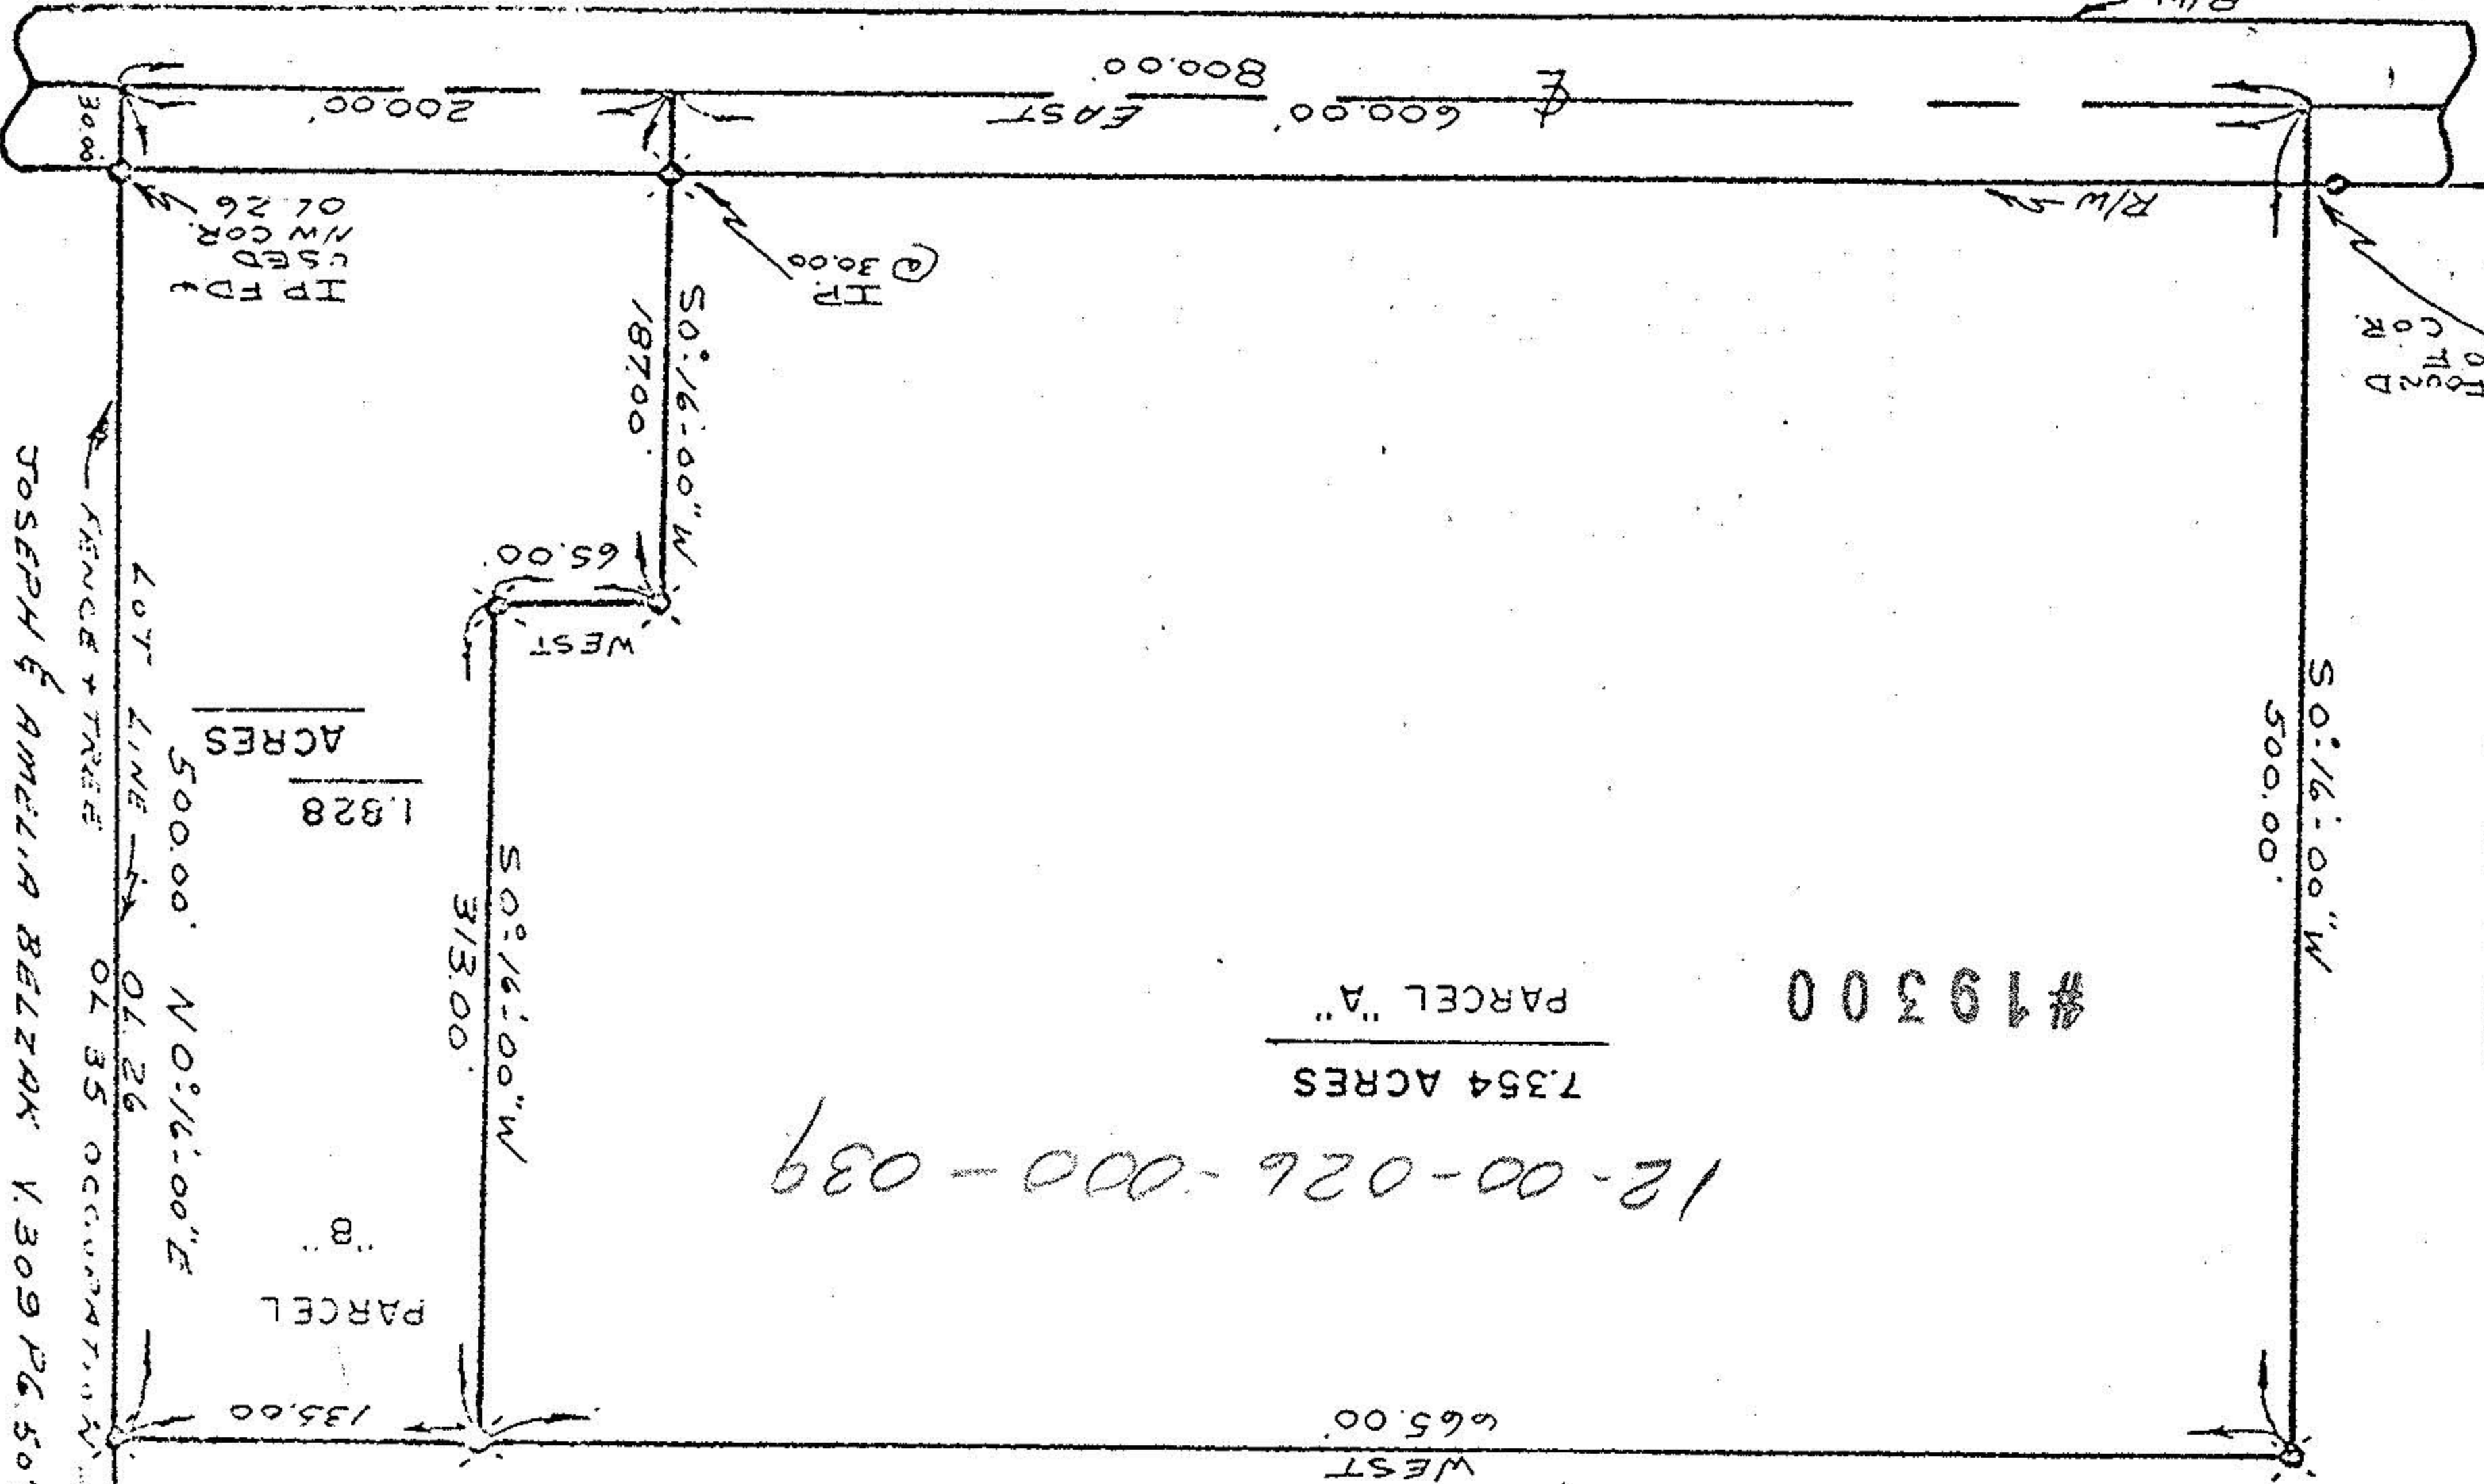 R/W
800.00'
200.00'
600.00' EAST
30.00'
IP FD &
USED
NW COR.
OL 26
IP
@ 30.00
R/W
COR
S 0°-16'-00" W
187.00'
65.00'
WEST
S 0°-16'-00" W
313.00'
S 0°-16'-00" W
500.00'
1.828
ACRES
PARCEL
"B"
135.00
500.00' N 0°-16'-00" E
LOT LINE
OL 26
OL 35 OCCUPATION
FENCE + TREE
JOSEPH & AMELIA BELZAK V. 309 PG.
#19300
PARCEL "A"
7.354 ACRES
12-00-026-000-039
665.00'
WEST